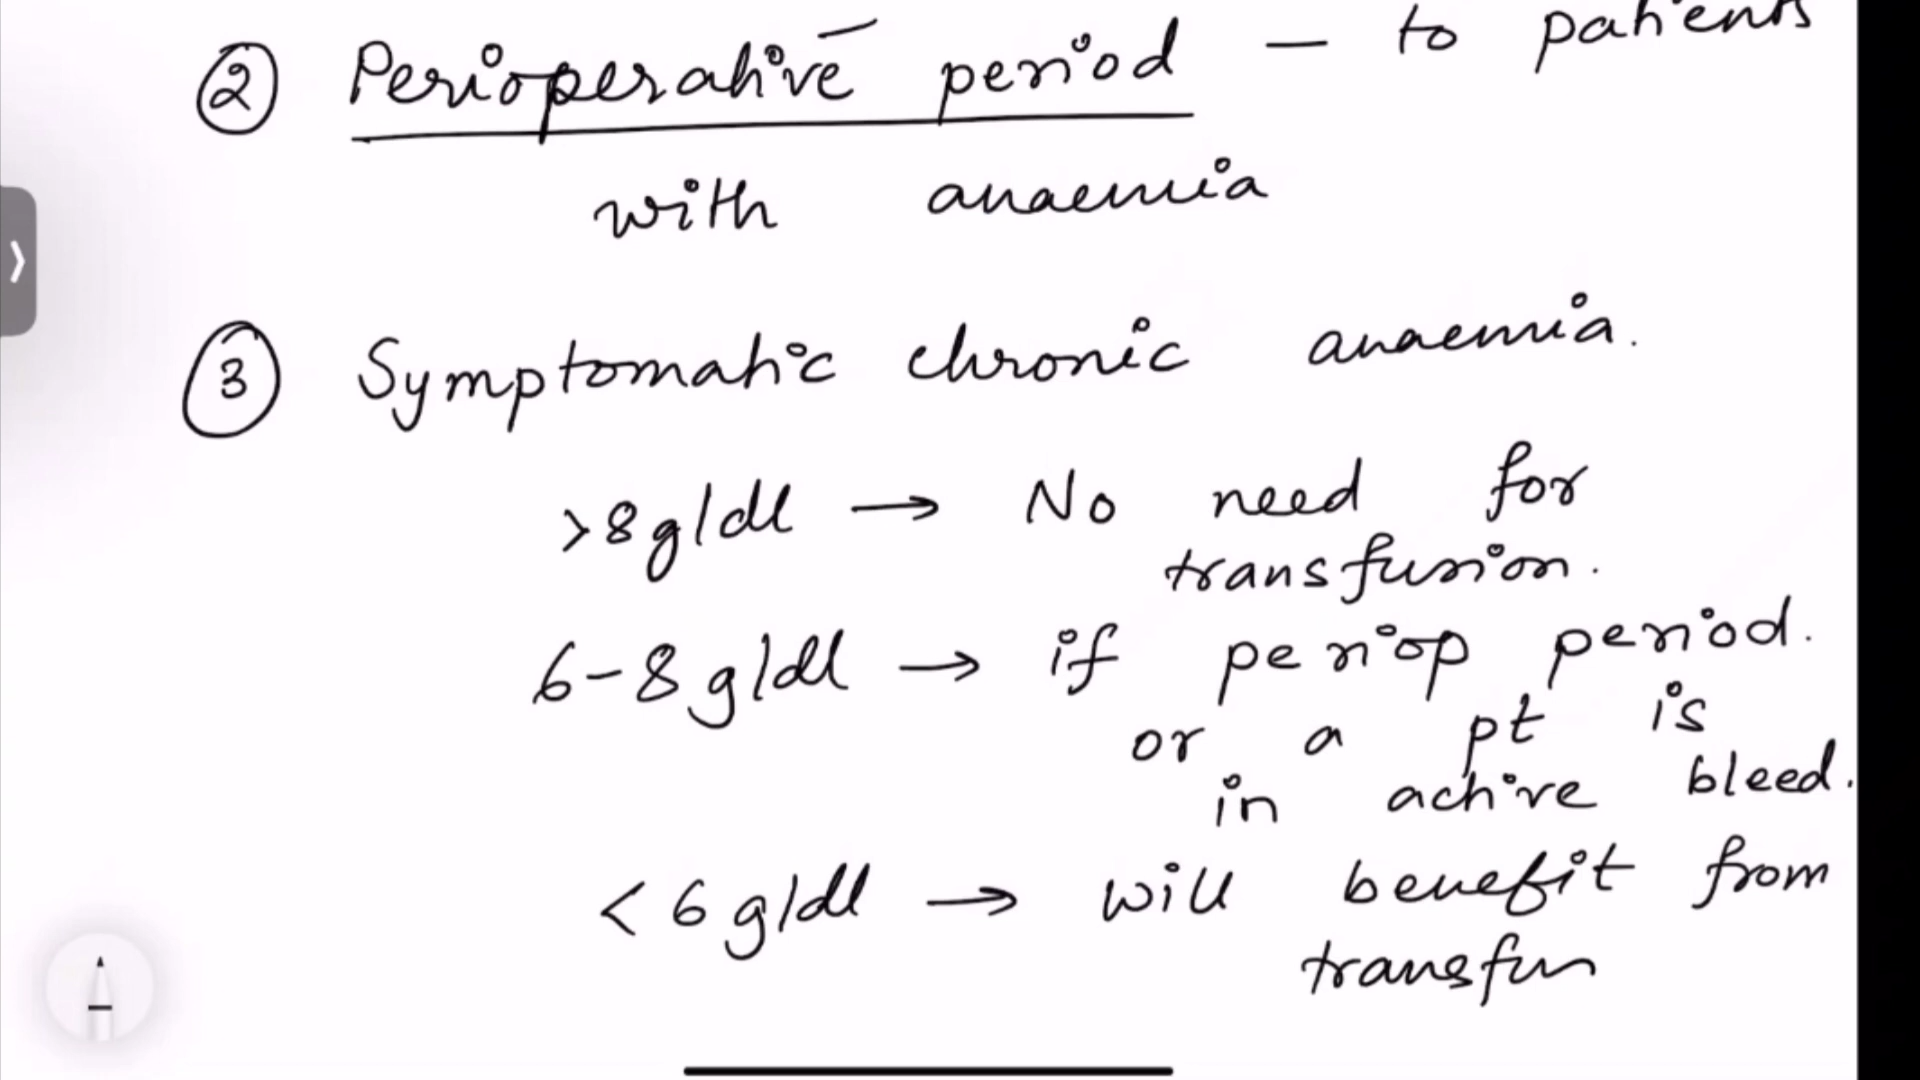 ② Perioperative period – to patients
with anaemia
③ Symptomatic chronic anaemia.
>8g/dl → No need for
transfusion.
6-8g/dl → if periop period.
or a pt is
in active bleed.
<6g/dl → will benefit from
transfu